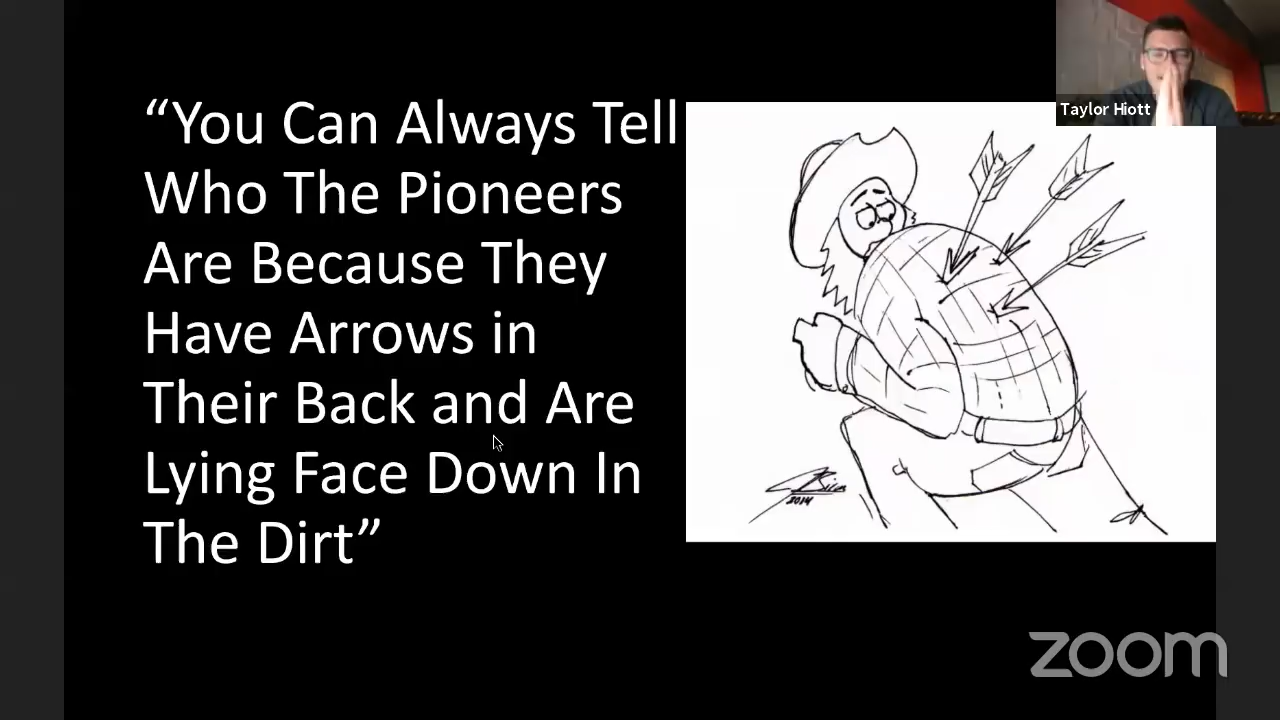 “You Can Always Tell
Who The Pioneers
Are Because They
Have Arrows in
Their Back and Are
Lying Face Down In
The Dirt”
Taylor Hiott
2014
zoom